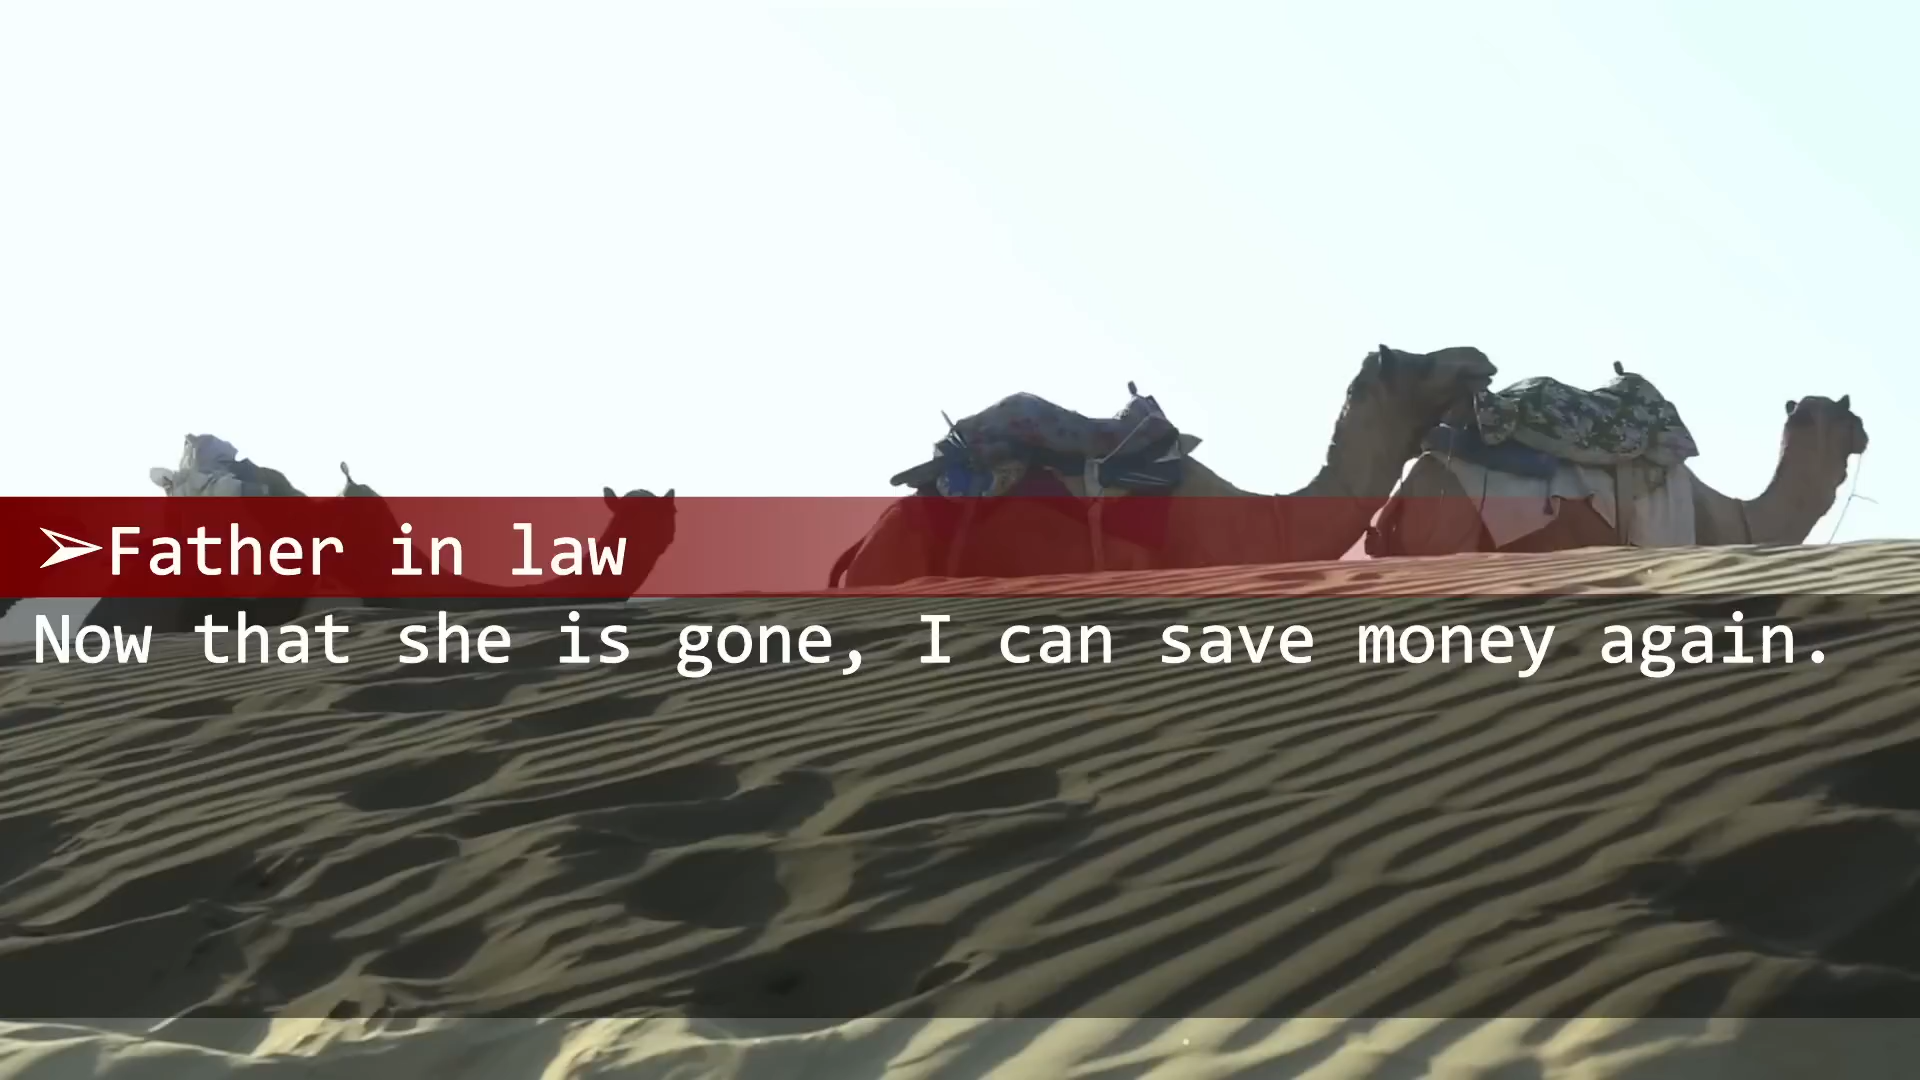 ➢Father in law
Now that she is gone, I can save money again.